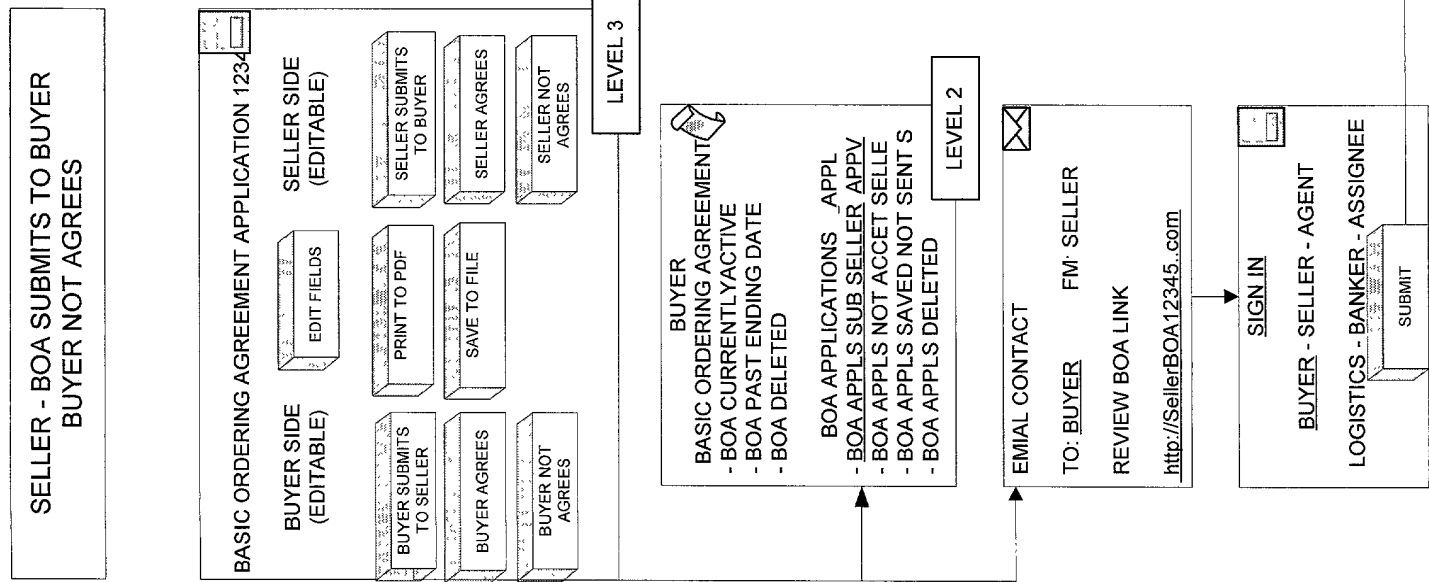 SELLER - BOA SUBMITS TO BUYER
BUYER NOT AGREES
BASIC ORDERING AGREEMENT APPLICATION 1234
BUYER SIDE
(EDITABLE)
EDIT FIELDS
SELLER SIDE
(EDITABLE)
BUYER SUBMITS
TO SELLER
PRINT TO PDF
SELLER SUBMITS
TO BUYER
BUYER AGREES
SAVE TO FILE
SELLER AGREES
BUYER NOT
AGREES
SELLER NOT
AGREES
LEVEL 3
BUYER
BASIC ORDERING AGREEMENT
- BOA CURRENTLYACTIVE
- BOA PAST ENDING DATE
- BOA DELETED
BOA APPLICATIONS _APPL
- BOA APPLS SUB SELLER APPV
- BOA APPLS NOT ACCET SELLE
- BOA APPLS SAVED NOT SENT S
- BOA APPLS DELETED
LEVEL 2
EMIAL CONTACT
TO: BUYER FM: SELLER
REVIEW BOA LINK
http://SellerBOA12345..com
SIGN IN
BUYER - SELLER - AGENT
LOGISTICS - BANKER - ASSIGNEE
SUBMIT